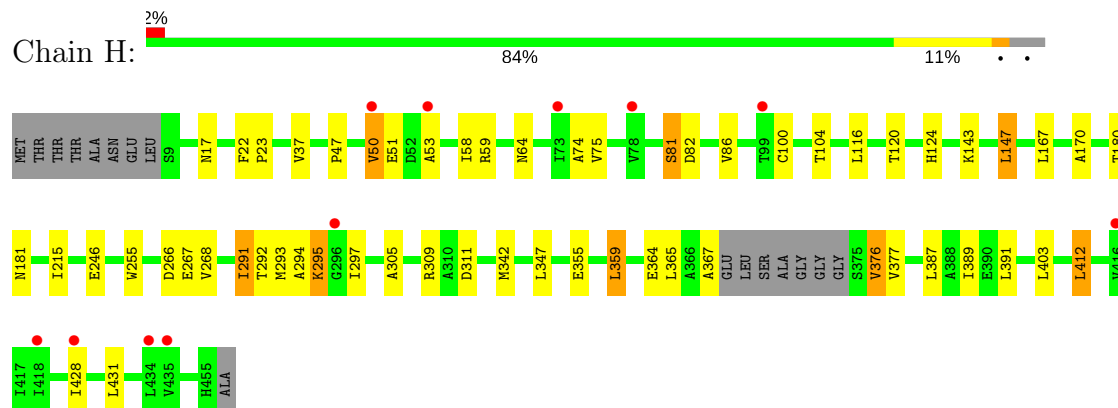 2%
Chain H:
84% 11% • •
MET THR THR THR ALA ASN GLU LEU S9 N17 F22 P23 V37 P47 V50 E51 D52 A53 I58 R59 N64 I73 A74 V75 V78 S81 D82 V86 T99 C100 T104 L116 T120 H124 K143 L147 L167 A170 T180
N181 I215 E246 W255 D266 E267 V268 I291 T292 M293 A294 K295 G296 I297 A305 R309 A310 D311 M342 L347 E355 L359 E364 L365 A366 A367 GLU LEU SER ALA GLY GLY GLY S375 V376 V377 L387 A388 I389 E390 L391 L403 L412 V416
I417 I418 I428 L431 L434 V435 H455 ALA